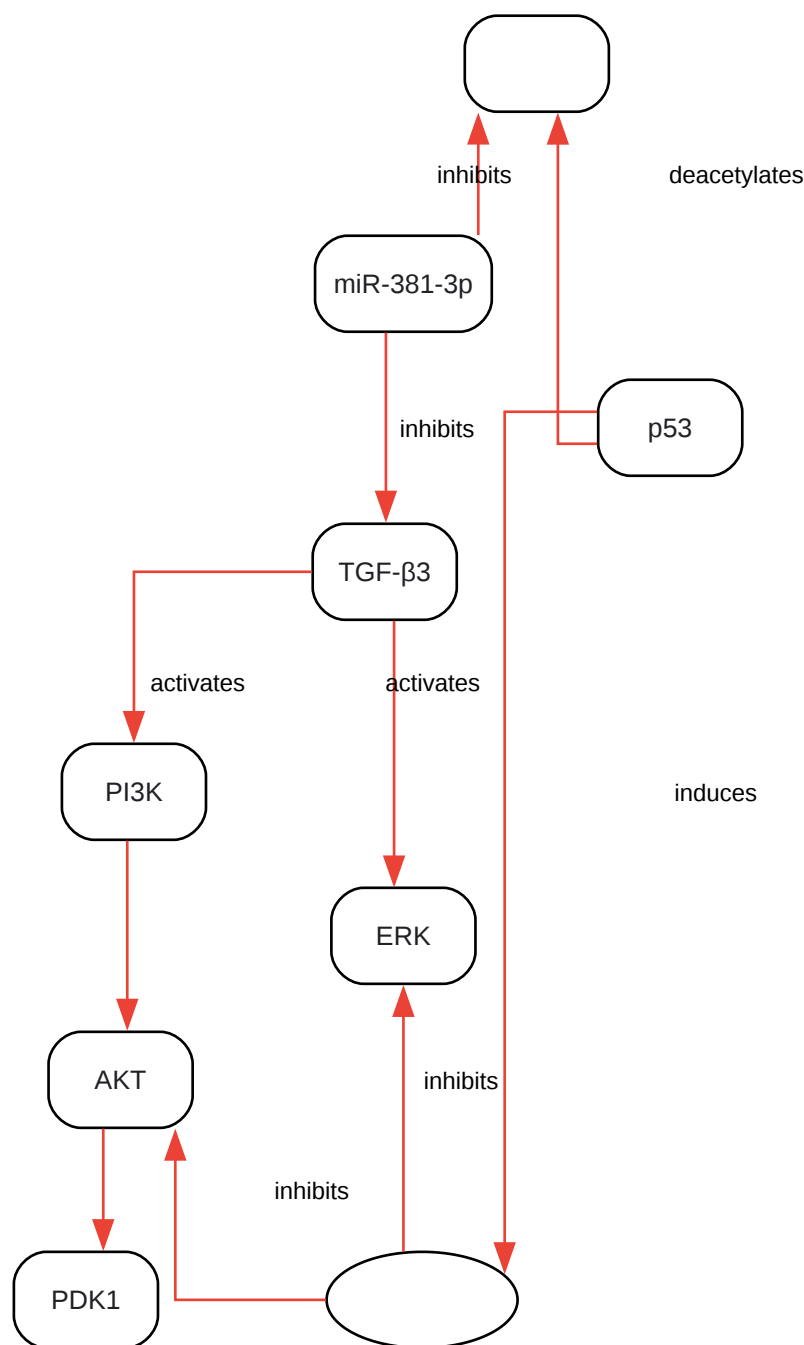 inhibits
deacetylates
miR-381-3p
p53
inhibits
TGF-β3
activates
activates
PI3K
induces
ERK
AKT
inhibits
inhibits
PDK1